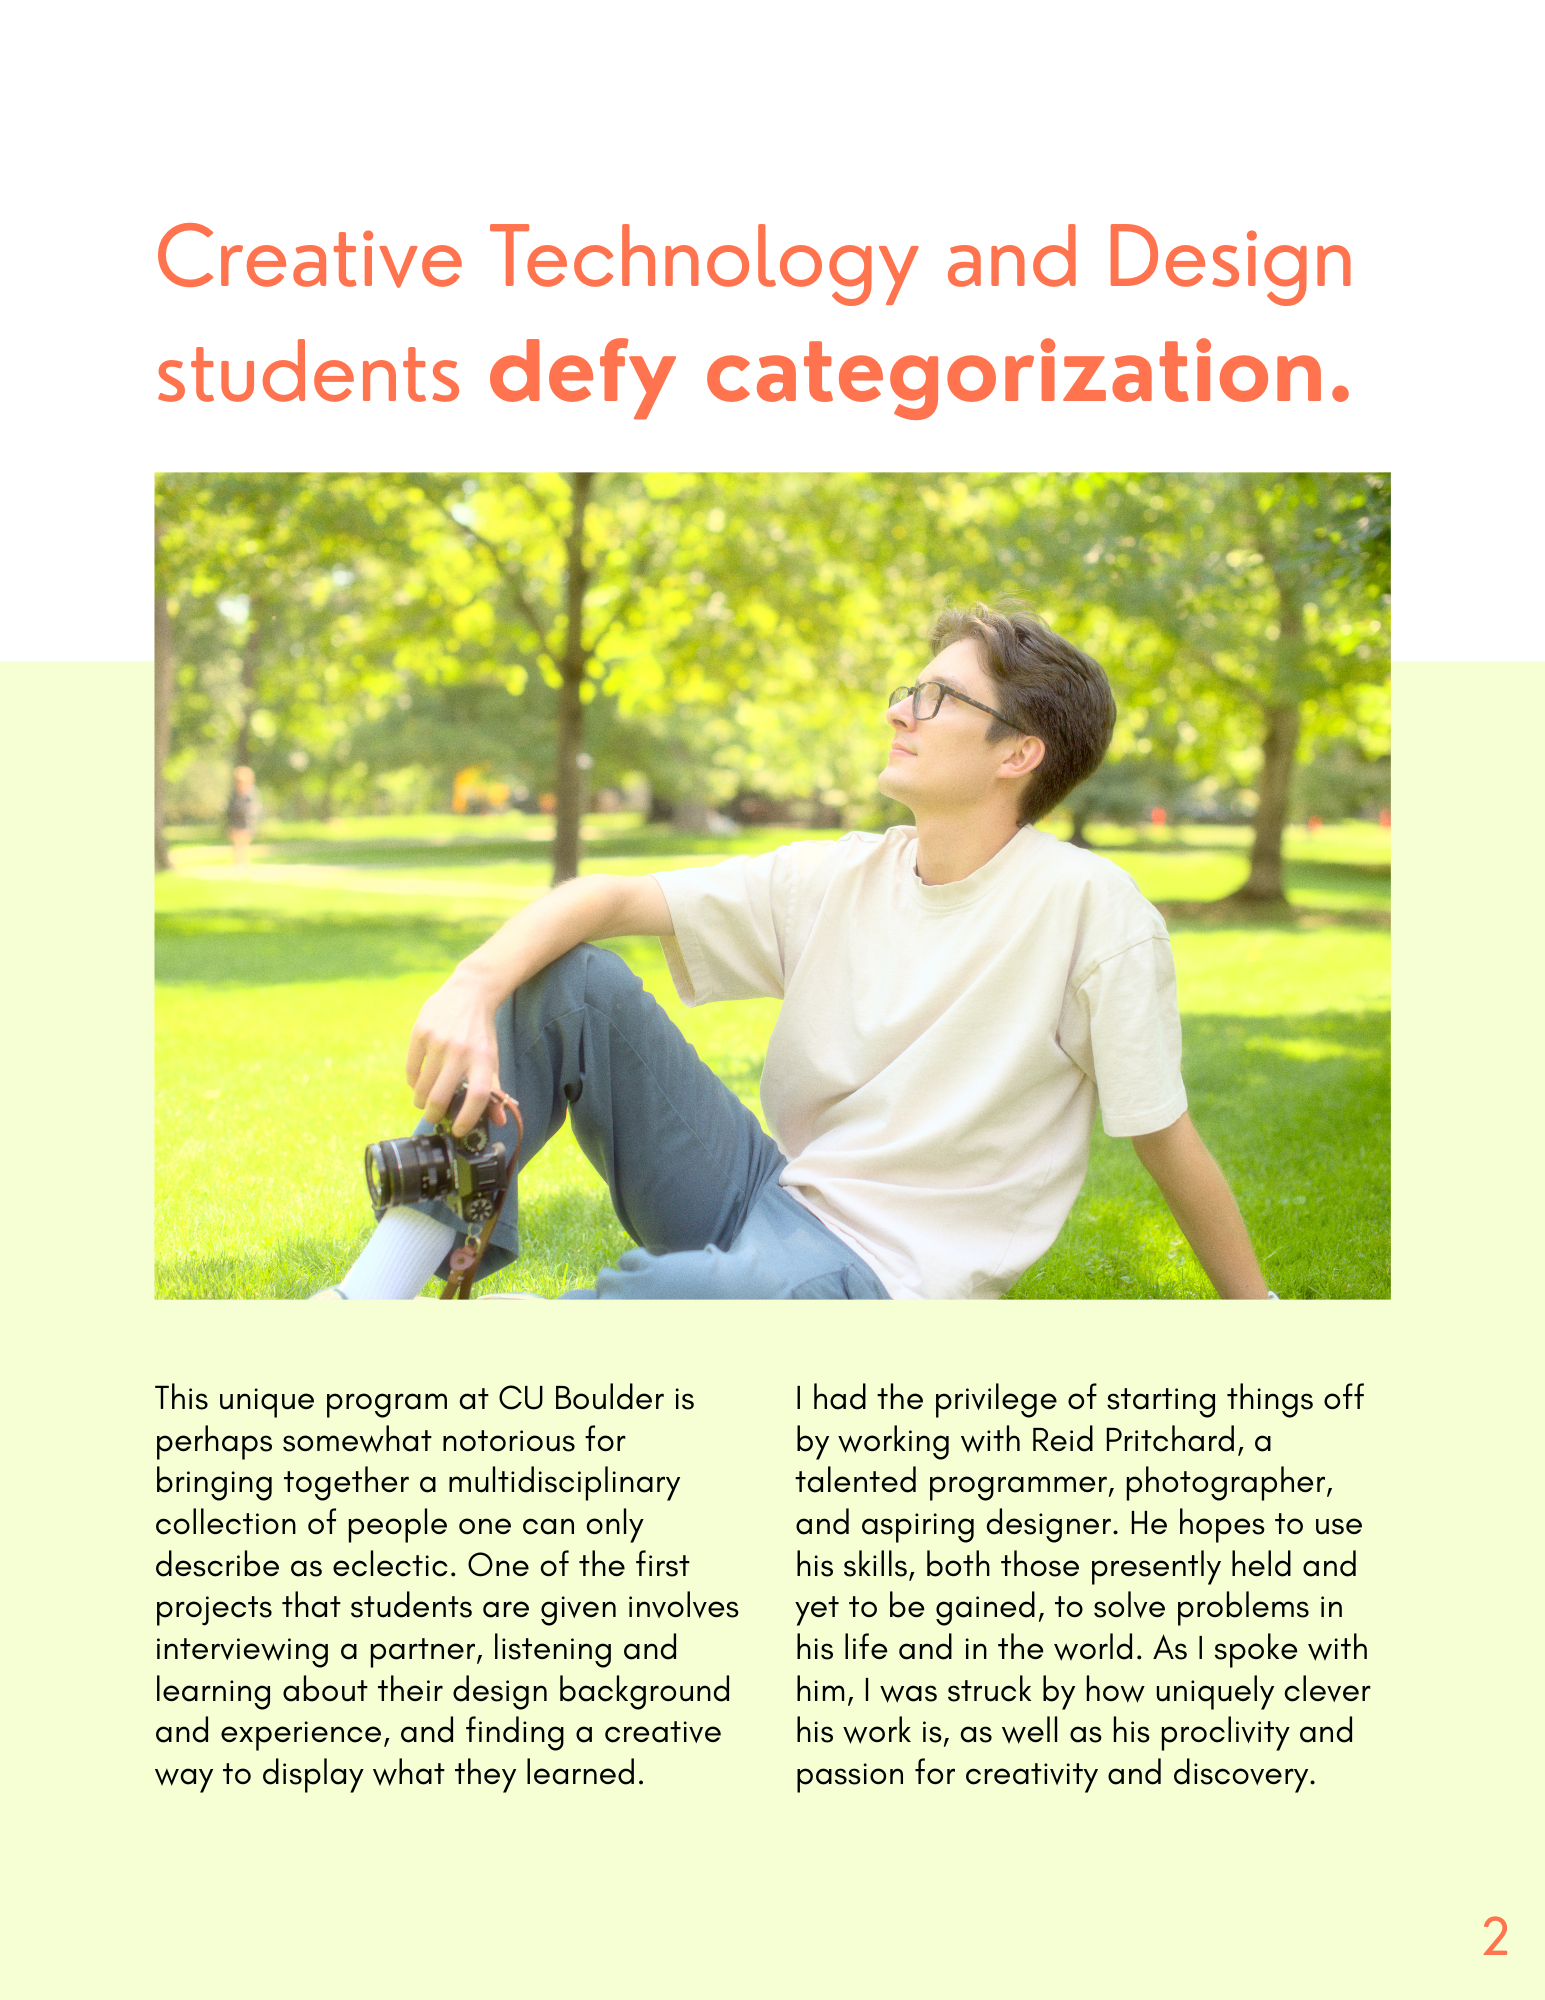 Creative Technology and Design
students defy categorization.
This unique program at CU Boulder is
perhaps somewhat notorious for
bringing together a multidisciplinary
collection of people one can only
describe as eclectic. One of the first
projects that students are given involves
interviewing a partner, listening and
learning about their design background
and experience, and finding a creative
way to display what they learned.
I had the privilege of starting things off
by working with Reid Pritchard, a
talented programmer, photographer,
and aspiring designer. He hopes to use
his skills, both those presently held and
yet to be gained, to solve problems in
his life and in the world. As I spoke with
him, I was struck by how uniquely clever
his work is, as well as his proclivity and
passion for creativity and discovery.
2